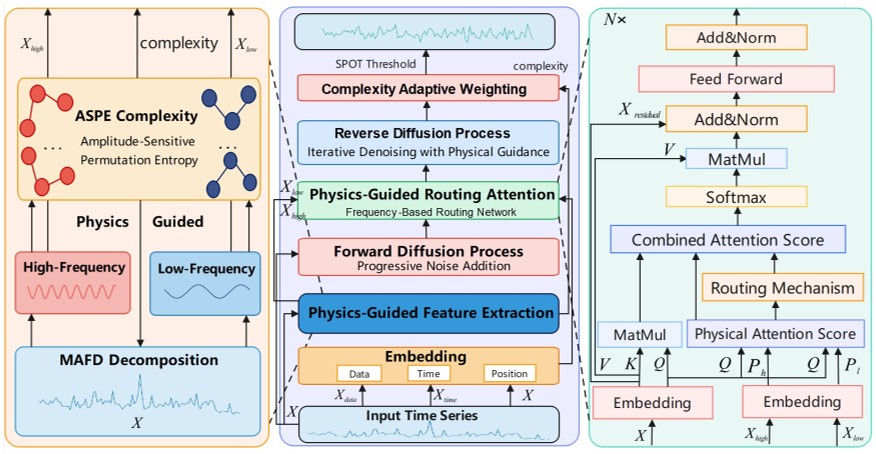 X_high
complexity
X_low
ASPE Complexity
Amplitude-Sensitive
Permutation Entropy
...
...
Physics Guided
High-Frequency
Low-Frequency
MAFD Decomposition
X
SPOT Threshold
complexity
Complexity Adaptive Weighting
Reverse Diffusion Process
Iterative Denoising with Physical Guidance
X_low
X_high
Physics-Guided Routing Attention
Frequency-Based Routing Network
Forward Diffusion Process
Progressive Noise Addition
Physics-Guided Feature Extraction
Embedding
Data
Time
Position
X_data
X_time
X
X
Input Time Series
N×
Add&Norm
Feed Forward
X_residual
Add&Norm
V
MatMul
Softmax
Combined Attention Score
Routing Mechanism
MatMul
Physical Attention Score
V K Q Q P_h Q P_l
Embedding
Embedding
X
X_high
X_low